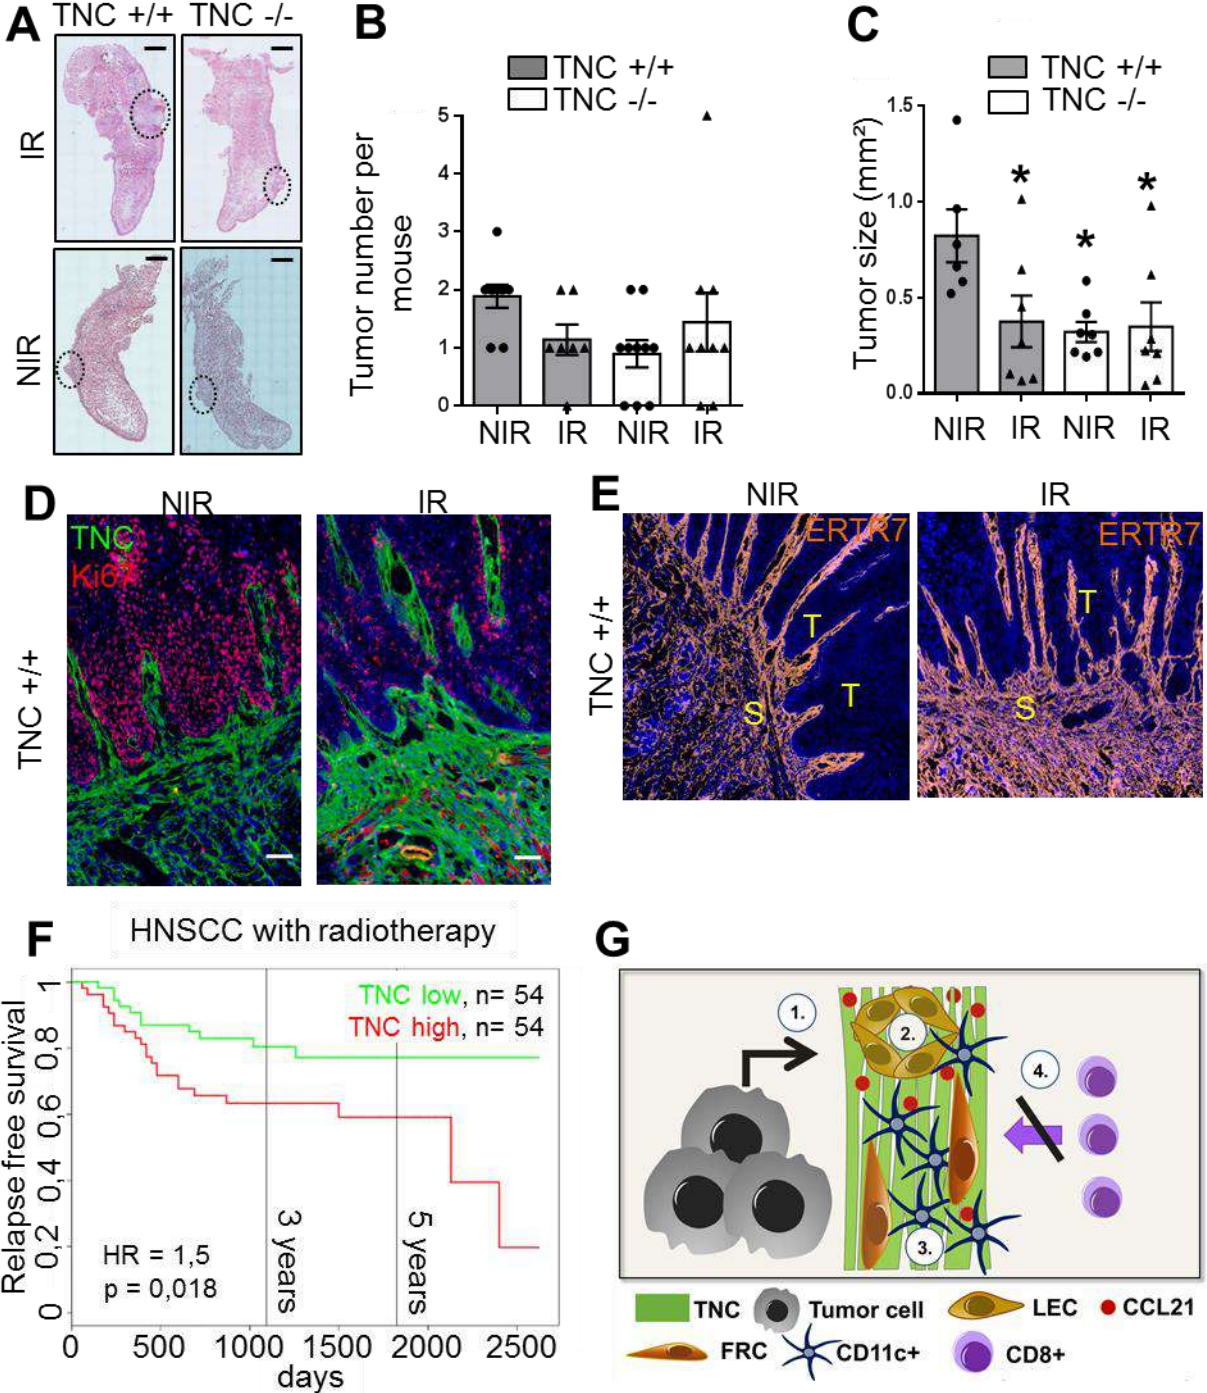 A
TNC +/+ TNC -/-
IR
NIR
B
TNC +/+
TNC -/-
Tumor number per
mouse
5
4
3
2
1
0
NIR IR NIR IR
C
TNC +/+
TNC -/-
Tumor size (mm²)
1.5
1.0
0.5
0.0
* * *
NIR IR NIR IR
D
NIR IR
TNC +/+
TNC
Ki67
E
NIR IR
TNC +/+
ERTR7 ERTR7
T
T
S
T
S
F
HNSCC with radiotherapy
Relapse free survival
1
0,8
0,6
0,4
0,2
0
TNC low, n= 54
TNC high, n= 54
3 years
5 years
HR = 1,5
p = 0,018
0 500 1000 1500 2000 2500
days
G
1.
2.
3.
4.
TNC Tumor cell LEC CCL21
FRC CD11c+ CD8+